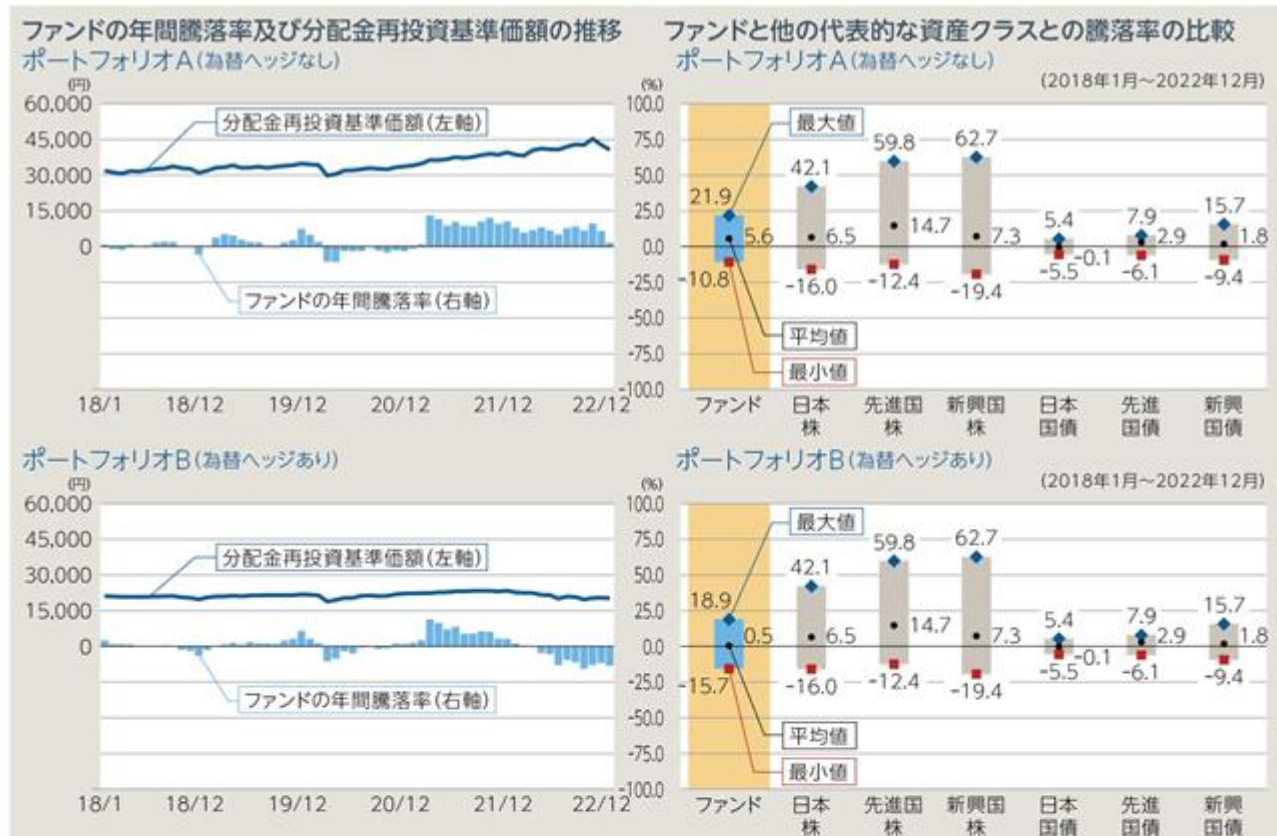 ファンドの年間騰落率及び分配金再投資基準価額の推移
ポートフォリオA(為替ヘッジなし)
(円)
(%)
60,000
45,000
30,000
15,000
0
100.0
75.0
50.0
25.0
0.0
-25.0
-50.0
-75.0
-100.0
分配金再投資基準価額(左軸)
ファンドの年間騰落率(右軸)
18/1 18/12 19/12 20/12 21/12 22/12
ファンドと他の代表的な資産クラスとの騰落率の比較
ポートフォリオA(為替ヘッジなし)
(2018年1月~2022年12月)
最大値
平均値
最小値
21.9 42.1 59.8 62.7 5.4 7.9 15.7
5.6 6.5 14.7 7.3 -0.1 2.9 1.8
-10.8 -16.0 -12.4 -19.4 -5.5 -6.1 -9.4
ファンド 日本株 先進国株 新興国株 日本国債 先進国債 新興国債
ポートフォリオB(為替ヘッジあり)
(円)
(%)
60,000
45,000
30,000
15,000
0
100.0
75.0
50.0
25.0
0.0
-25.0
-50.0
-75.0
-100.0
分配金再投資基準価額(左軸)
ファンドの年間騰落率(右軸)
18/1 18/12 19/12 20/12 21/12 22/12
ポートフォリオB(為替ヘッジあり)
(2018年1月~2022年12月)
最大値
平均値
最小値
18.9 42.1 59.8 62.7 5.4 7.9 15.7
0.5 6.5 14.7 7.3 -0.1 2.9 1.8
-15.7 -16.0 -12.4 -19.4 -5.5 -6.1 -9.4
ファンド 日本株 先進国株 新興国株 日本国債 先進国債 新興国債